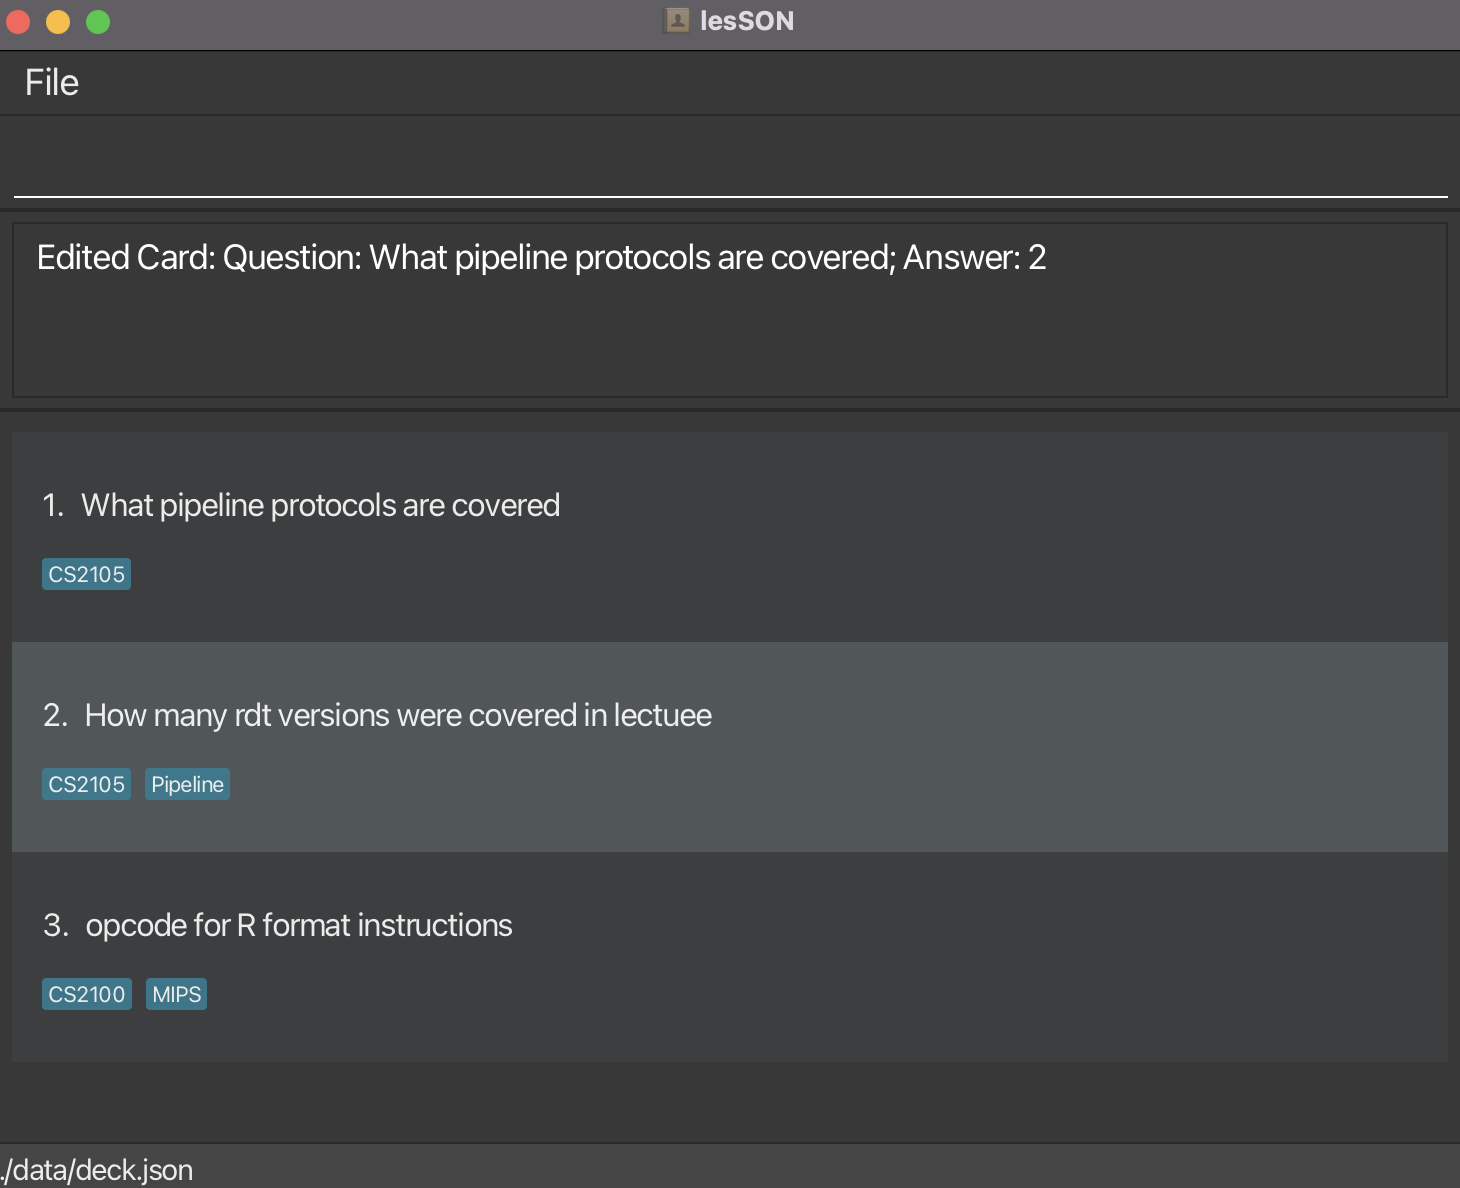 lesSON
File
Edited Card: Question: What pipeline protocols are covered; Answer: 2
1. What pipeline protocols are covered
CS2105
2. How many rdt versions were covered in lectuee
CS2105 Pipeline
3. opcode for R format instructions
CS2100 MIPS
./data/deck.json